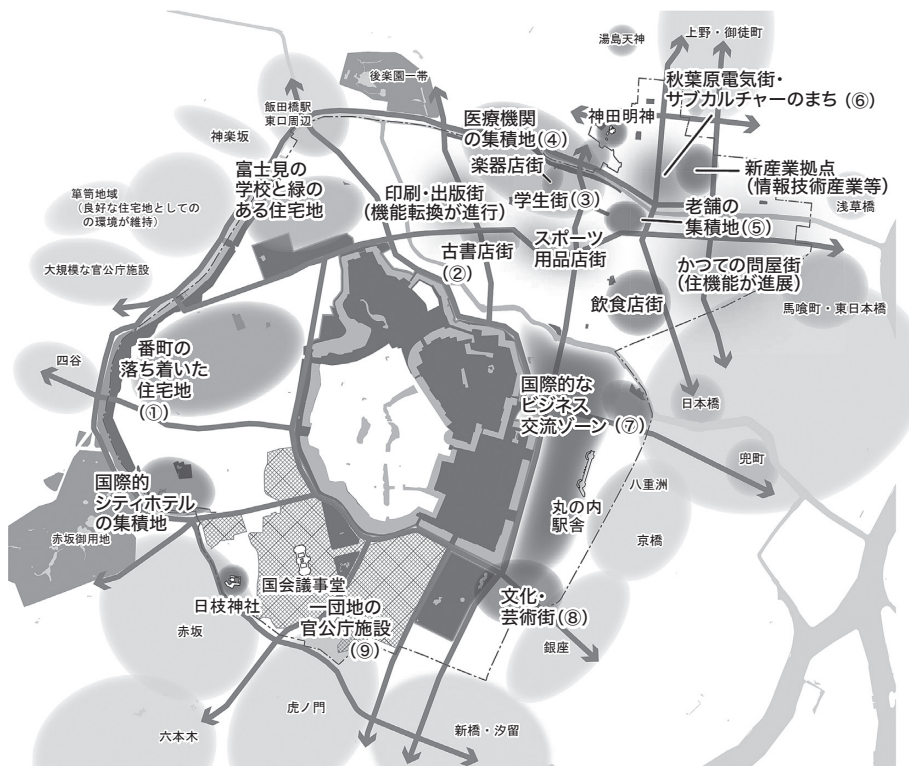 湯島天神
上野・御徒町
後楽園一帯
秋葉原電気街・
サブカルチャーのまち(⑥)
飯田橋駅
東口周辺
医療機関
の集積地(④)
神田明神
神楽坂
楽器店街
新産業拠点
(情報技術産業等)
富士見の
学校と緑の
ある住宅地
印刷・出版街
(機能転換が進行)
学生街(③)
老舗の
集積地(⑤)
浅草橋
簞笥地域
(良好な住宅地としての
の環境が維持)
古書店街
(②)
スポーツ
用品店街
かつての問屋街
(住機能が進展)
大規模な官公庁施設
飲食店街
馬喰町・東日本橋
四谷
番町の
落ち着いた
住宅地
(①)
国際的な
ビジネス
交流ゾーン(⑦)
日本橋
兜町
国際的
シティホテル
の集積地
八重洲
丸の内
駅舎
赤坂御用地
京橋
国会議事堂
日枝神社
一団地の
官公庁施設
(⑨)
文化・
芸術街(⑧)
赤坂
銀座
虎ノ門
新橋・汐留
六本木